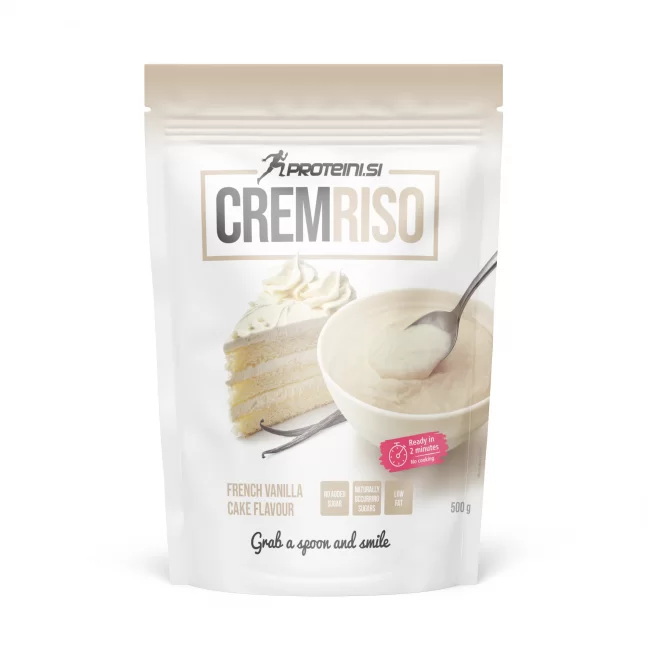 PROTEINI.SI
CREMRISO
Ready in
2 minutes
No cooking
FRENCH VANILLA
CAKE FLAVOUR
NO ADDED
SUGAR
NATURALLY
OCCURRING
SUGARS
LOW
FAT
500 g
Grab a spoon and smile